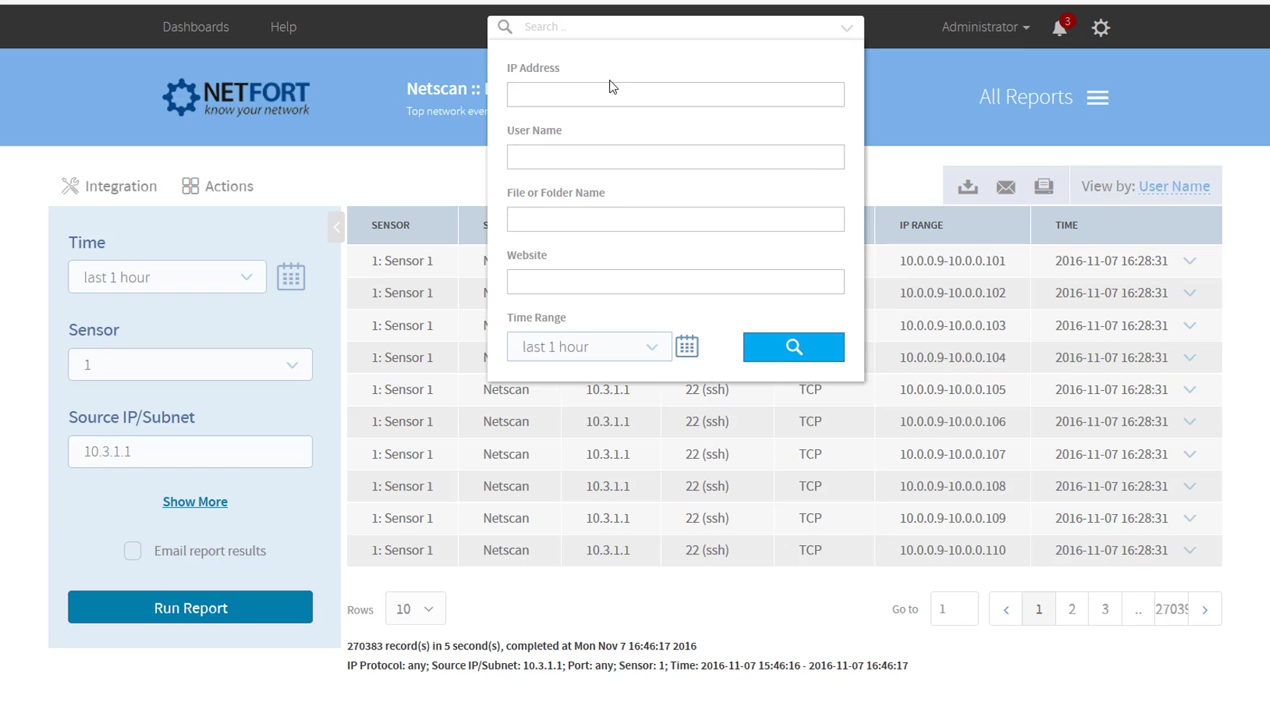 Dashboards Help Search... Administrator 3
NETFORT
know your network
Netscan ::
Top network
All Reports
IP Address
User Name
File or Folder Name
Website
Time Range
last 1 hour
Integration Actions
View by: User Name
Time
last 1 hour
Sensor
1
Source IP/Subnet
10.3.1.1
Show More
Email report results
Run Report
SENSOR IP RANGE TIME
1: Sensor 1 10.0.0.9-10.0.0.101 2016-11-07 16:28:31
1: Sensor 1 10.0.0.9-10.0.0.102 2016-11-07 16:28:31
1: Sensor 1 10.0.0.9-10.0.0.103 2016-11-07 16:28:31
1: Sensor 1 10.0.0.9-10.0.0.104 2016-11-07 16:28:31
1: Sensor 1 Netscan 10.3.1.1 22 (ssh) TCP 10.0.0.9-10.0.0.105 2016-11-07 16:28:31
1: Sensor 1 Netscan 10.3.1.1 22 (ssh) TCP 10.0.0.9-10.0.0.106 2016-11-07 16:28:31
1: Sensor 1 Netscan 10.3.1.1 22 (ssh) TCP 10.0.0.9-10.0.0.107 2016-11-07 16:28:31
1: Sensor 1 Netscan 10.3.1.1 22 (ssh) TCP 10.0.0.9-10.0.0.108 2016-11-07 16:28:31
1: Sensor 1 Netscan 10.3.1.1 22 (ssh) TCP 10.0.0.9-10.0.0.109 2016-11-07 16:28:31
1: Sensor 1 Netscan 10.3.1.1 22 (ssh) TCP 10.0.0.9-10.0.0.110 2016-11-07 16:28:31
Rows 10 Go to 1 1 2 3 .. 27039
270383 record(s) in 5 second(s), completed at Mon Nov 7 16:46:17 2016
IP Protocol: any; Source IP/Subnet: 10.3.1.1; Port: any; Sensor: 1; Time: 2016-11-07 15:46:16 - 2016-11-07 16:46:17